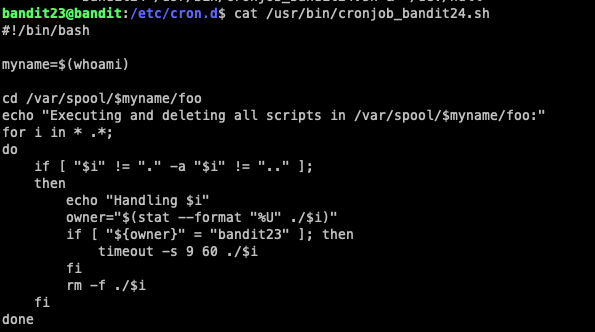 bandit23@bandit:/etc/cron.d$ cat /usr/bin/cronjob_bandit24.sh
#!/bin/bash

myname=$(whoami)

cd /var/spool/$myname/foo
echo "Executing and deleting all scripts in /var/spool/$myname/foo:"
for i in * .*;
do
    if [ "$i" != "." -a "$i" != ".." ];
    then
        echo "Handling $i"
        owner="$(stat --format "%U" ./$i)"
        if [ "${owner}" = "bandit23" ]; then
            timeout -s 9 60 ./$i
        fi
        rm -f ./$i
    fi
done